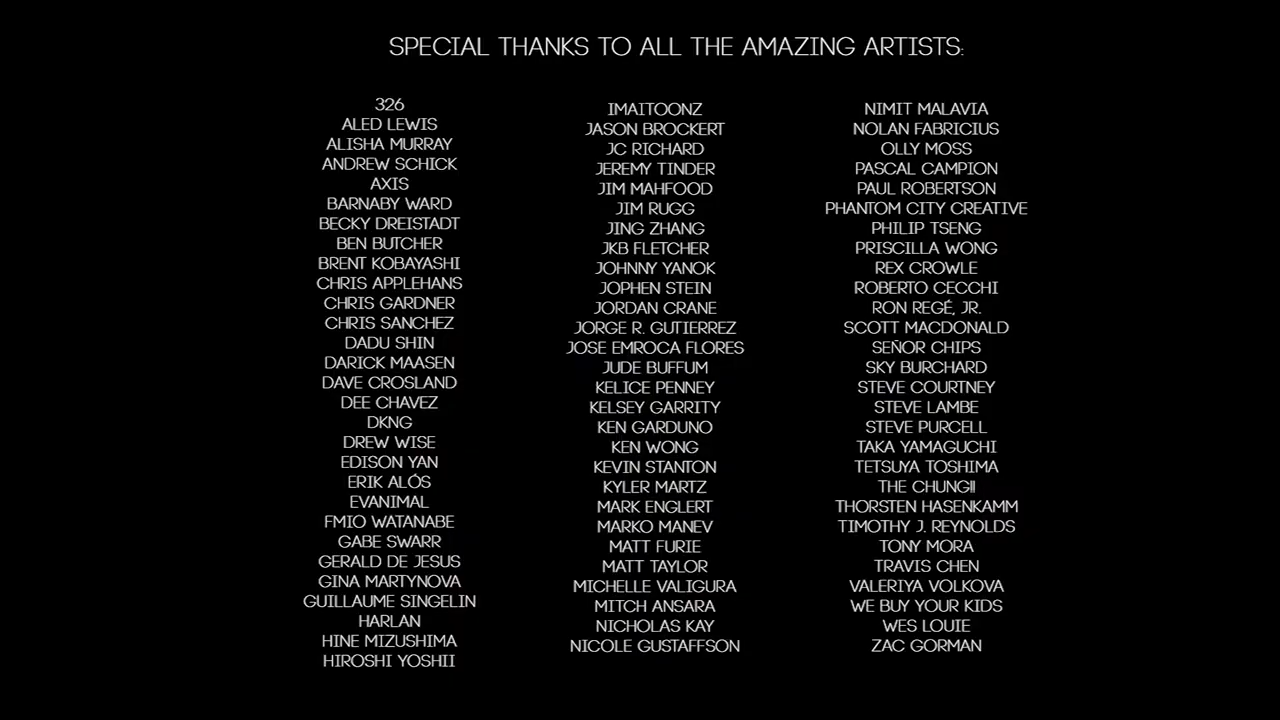 SPECIAL THANKS TO ALL THE AMAZING ARTISTS:
326
ALED LEWIS
ALISHA MURRAY
ANDREW SCHICK
AXIS
BARNABY WARD
BECKY DREISTADT
BEN BUTCHER
BRENT KOBAYASHI
CHRIS APPLEHANS
CHRIS GARDNER
CHRIS SANCHEZ
DADU SHIN
DARICK MAASEN
DAVE CROSLAND
DEE CHAVEZ
DKNG
DREW WISE
EDISON YAN
ERIK ALÓS
EVANIMAL
FMIO WATANABE
GABE SWARR
GERALD DE JESUS
GINA MARTYNOVA
GUILLAUME SINGELIN
HARLAN
HINE MIZUSHIMA
HIROSHI YOSHII
IMAITOONZ
JASON BROCKERT
JC RICHARD
JEREMY TINDER
JIM MAHFOOD
JIM RUGG
JING ZHANG
JKB FLETCHER
JOHNNY YANOK
JOPHEN STEIN
JORDAN CRANE
JORGE R. GUTIERREZ
JOSE EMROCA FLORES
JUDE BUFFUM
KELICE PENNEY
KELSEY GARRITY
KEN GARDUNO
KEN WONG
KEVIN STANTON
KYLER MARTZ
MARK ENGLERT
MARKO MANEV
MATT FURIE
MATT TAYLOR
MICHELLE VALIGURA
MITCH ANSARA
NICHOLAS KAY
NICOLE GUSTAFFSON
NIMIT MALAVIA
NOLAN FABRICIUS
OLLY MOSS
PASCAL CAMPION
PAUL ROBERTSON
PHANTOM CITY CREATIVE
PHILIP TSENG
PRISCILLA WONG
REX CROWLE
ROBERTO CECCHI
RON REGÉ, JR.
SCOTT MACDONALD
SEÑOR CHIPS
SKY BURCHARD
STEVE COURTNEY
STEVE LAMBE
STEVE PURCELL
TAKA YAMAGUCHI
TETSUYA TOSHIMA
THE CHUNG!!
THORSTEN HASENKAMM
TIMOTHY J. REYNOLDS
TONY MORA
TRAVIS CHEN
VALERIYA VOLKOVA
WE BUY YOUR KIDS
WES LOUIE
ZAC GORMAN